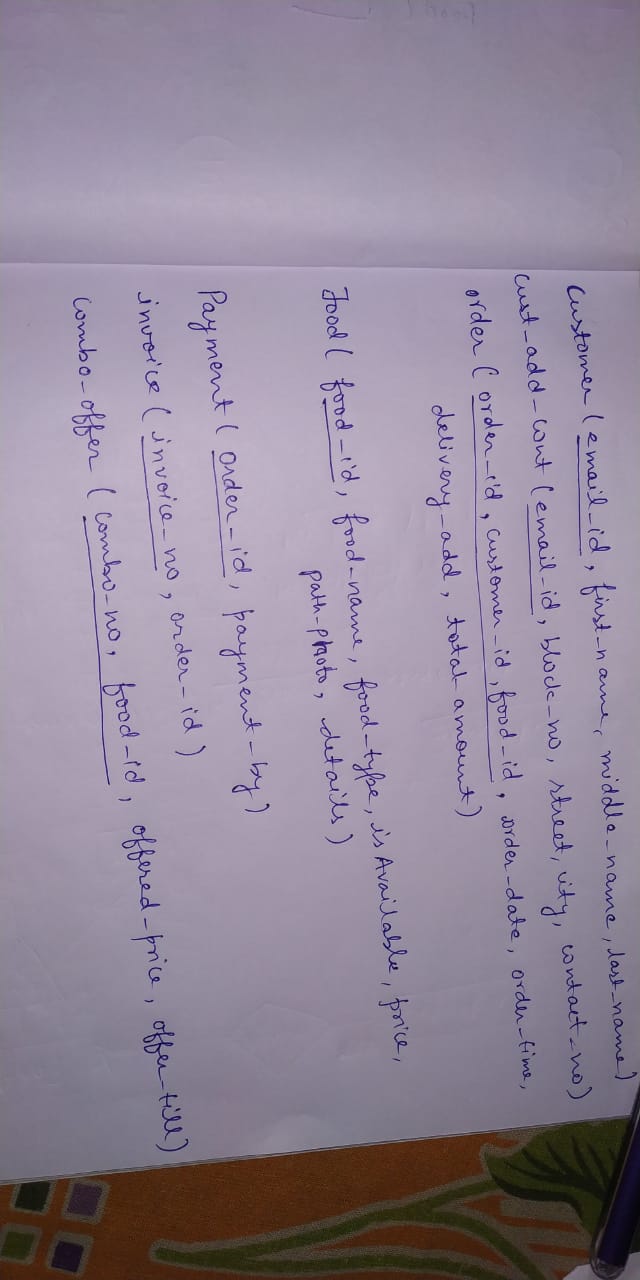 Customer ( email_id, first_name, middle_name, last_name)
cust_add_cont (email_id, block_no, street, city, contact_no)
order ( order_id, customer_id, food_id, order_date, order_time,
delivery_add, total amount)
Food ( food_id, food_name, food_type, is Available, price,
path_photo, details)
Payment ( order_id, payment_by)
invoice ( invoice_no, order_id )
combo_offer ( combo_no, food_id, offered_price, offer_till)